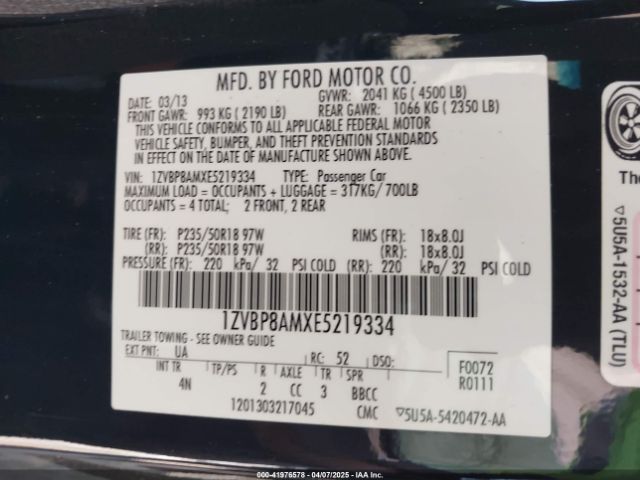 MFD. BY FORD MOTOR CO.
DATE: 03/13 GVWR: 2041 KG ( 4500 LB)
FRONT GAWR: 993 KG ( 2190 LB) REAR GAWR: 1066 KG ( 2350 LB)
THIS VEHICLE CONFORMS TO ALL APPLICABLE FEDERAL MOTOR
VEHICLE SAFETY, BUMPER, AND THEFT PREVENTION STANDARDS
IN EFFECT ON THE DATE OF MANUFACTURE SHOWN ABOVE.
VIN: 1ZVBP8AMXE5219334 TYPE: Passenger Car
MAXIMUM LOAD = OCCUPANTS + LUGGAGE = 317KG/ 700LB
OCCUPANTS = 4 TOTAL; 2 FRONT, 2 REAR
TIRE (FR): P235/50R18 97W RIMS (FR): 18x8.0J
(RR): P235/50R18 97W (RR): 18x8.0J
PRESSURE (FR): 220 kPa/ 32 PSI COLD (RR): 220 kPa/ 32 PSI COLD
1ZVBP8AMXE5219334
TRAILER TOWING - SEE OWNER GUIDE
EXT PNT: UA RC: 52 DSO:
INT TR TP/PS R AXLE TR SPR
4N 2 CC 3 BBCC
F0072
R0111
1201303217045 CMC 5U5A-5420472-AA
5U5A-1532-AA (TLU)
000-41976578 - 04/07/2025 - IAA Inc.